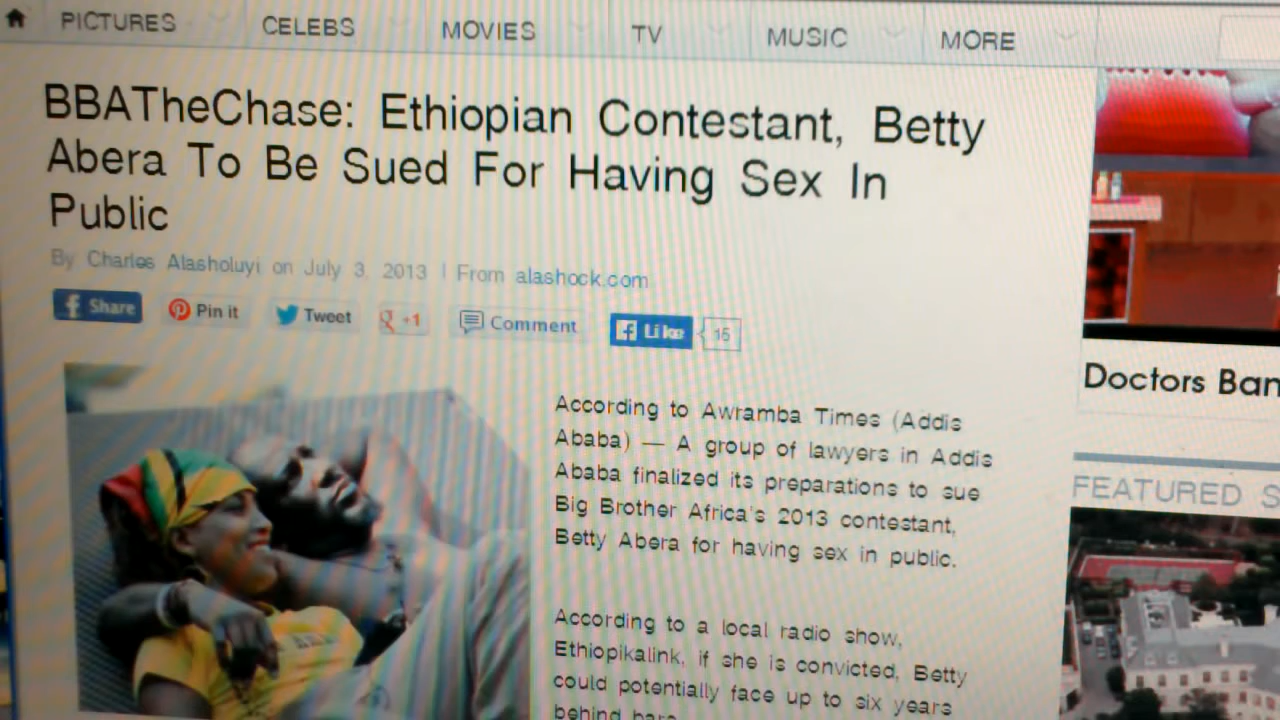 PICTURES CELEBS MOVIES TV MUSIC MORE
BBATheChase: Ethiopian Contestant, Betty
Abera To Be Sued For Having Sex In
Public
By Charles Alasholuyi on July 3, 2013 | From alashock.com
f Share Pin it Tweet g +1 Comment f Like 15
According to Awramba Times (Addis
Ababa) — A group of lawyers in Addis
Ababa finalized its preparations to sue
Big Brother Africa's 2013 contestant,
Betty Abera for having sex in public.
According to a local radio show,
Ethiopikalink, if she is convicted, Betty
could potentially face up to six years
behind bars
Doctors Ban
FEATURED S